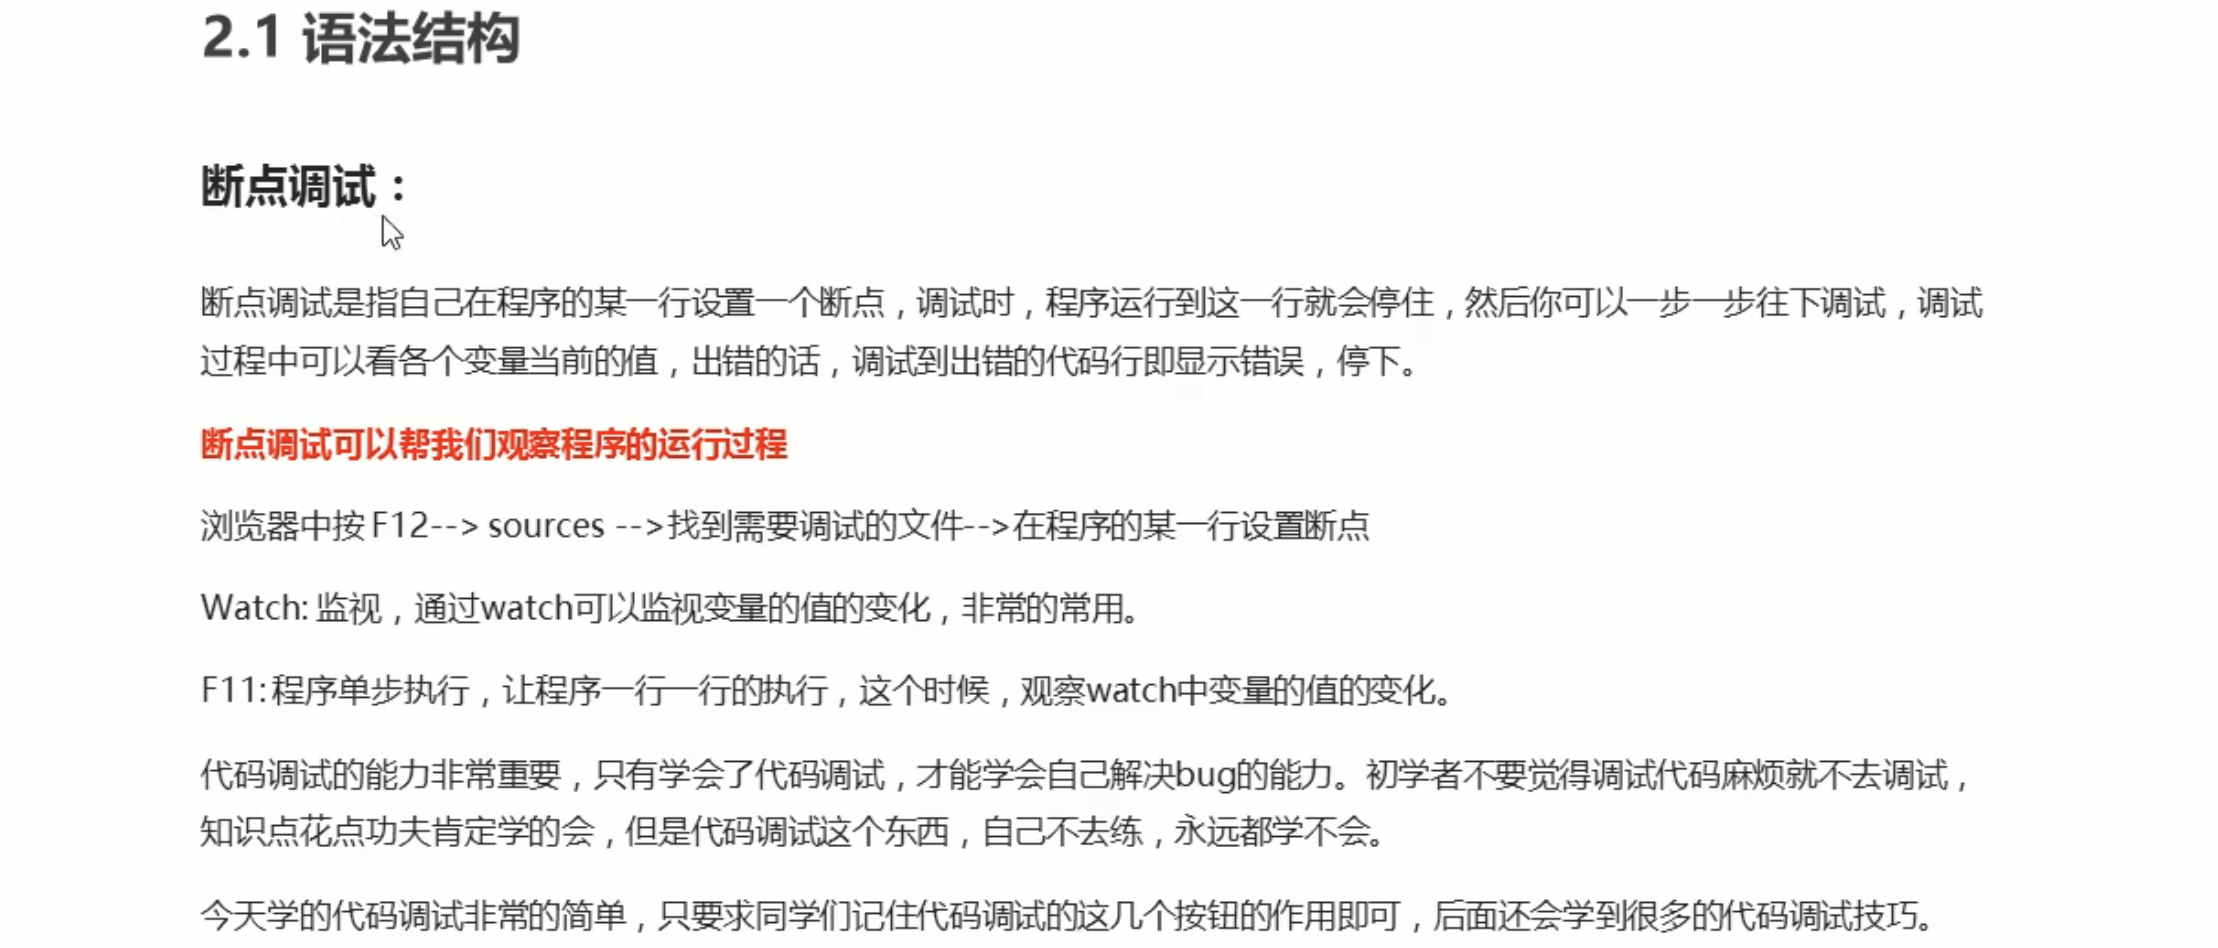 2.1 语法结构
断点调试：
断点调试是指自己在程序的某一行设置一个断点，调试时，程序运行到这一行就会停住，然后你可以一步一步往下调试，调试
过程中可以看各个变量当前的值，出错的话，调试到出错的代码行即显示错误，停下。
断点调试可以帮我们观察程序的运行过程
浏览器中按 F12--> sources -->找到需要调试的文件-->在程序的某一行设置断点
Watch: 监视，通过watch可以监视变量的值的变化，非常的常用。
F11: 程序单步执行，让程序一行一行的执行，这个时候，观察watch中变量的值的变化。
代码调试的能力非常重要，只有学会了代码调试，才能学会自己解决bug的能力。初学者不要觉得调试代码麻烦就不去调试，
知识点花点功夫肯定学的会，但是代码调试这个东西，自己不去练，永远都学不会。
今天学的代码调试非常的简单，只要求同学们记住代码调试的这几个按钮的作用即可，后面还会学到很多的代码调试技巧。